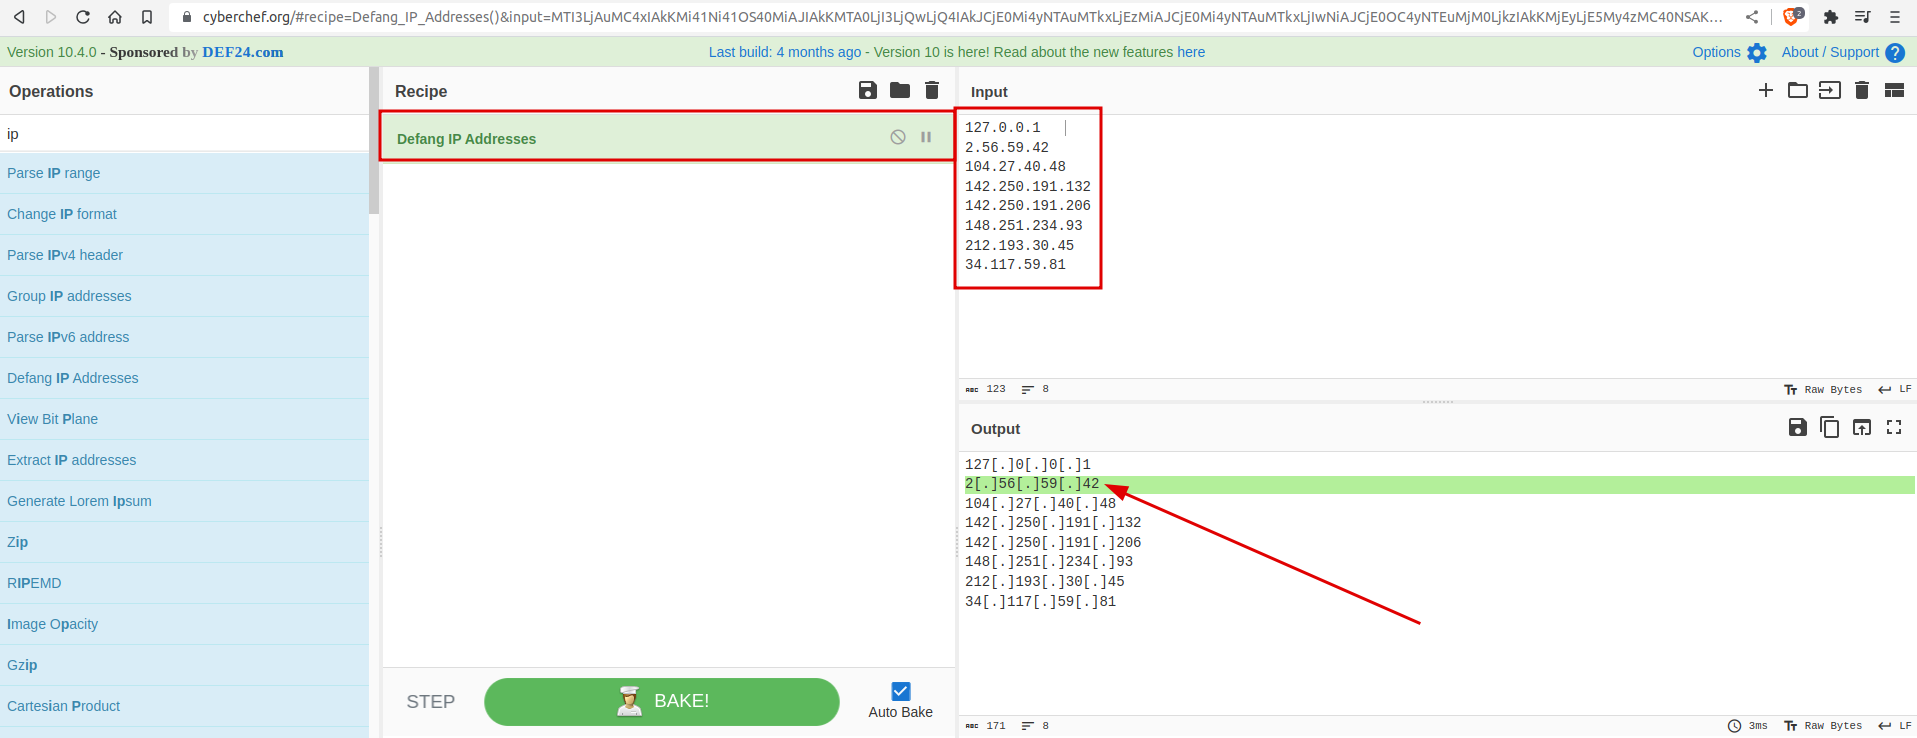 cyberchef.org/#recipe=Defang_IP_Addresses()&input=MTI3LjAuMC4xIAkKMi41Ni41OS40MiAJIAkKMTA0LjI3LjQwLjQ4IAkJCjE0Mi4yNTAuMTkxLjEzMiAJCjE0Mi4yNTAuMTkxLjIwNiAJCjE0OC4yNTEuMjM0LjkzIAkKMjEyLjE5My4zMC40NSAK...
2
Version 10.4.0 - Sponsored by DEF24.com
Last build: 4 months ago - Version 10 is here! Read about the new features here
Options
About / Support
?
Operations
ip
Parse IP range
Change IP format
Parse IPv4 header
Group IP addresses
Parse IPv6 address
Defang IP Addresses
View Bit Plane
Extract IP addresses
Generate Lorem Ipsum
Zip
RIPEMD
Image Opacity
Gzip
Cartesian Product
Recipe
Defang IP Addresses
STEP
BAKE!
Auto Bake
Input
127.0.0.1
2.56.59.42
104.27.40.48
142.250.191.132
142.250.191.206
148.251.234.93
212.193.30.45
34.117.59.81
ABC 123 8
Tт Raw Bytes LF
Output
127[.]0[.]0[.]1
2[.]56[.]59[.]42
104[.]27[.]40[.]48
142[.]250[.]191[.]132
142[.]250[.]191[.]206
148[.]251[.]234[.]93
212[.]193[.]30[.]45
34[.]117[.]59[.]81
ABC 171 8
3ms Tт Raw Bytes LF